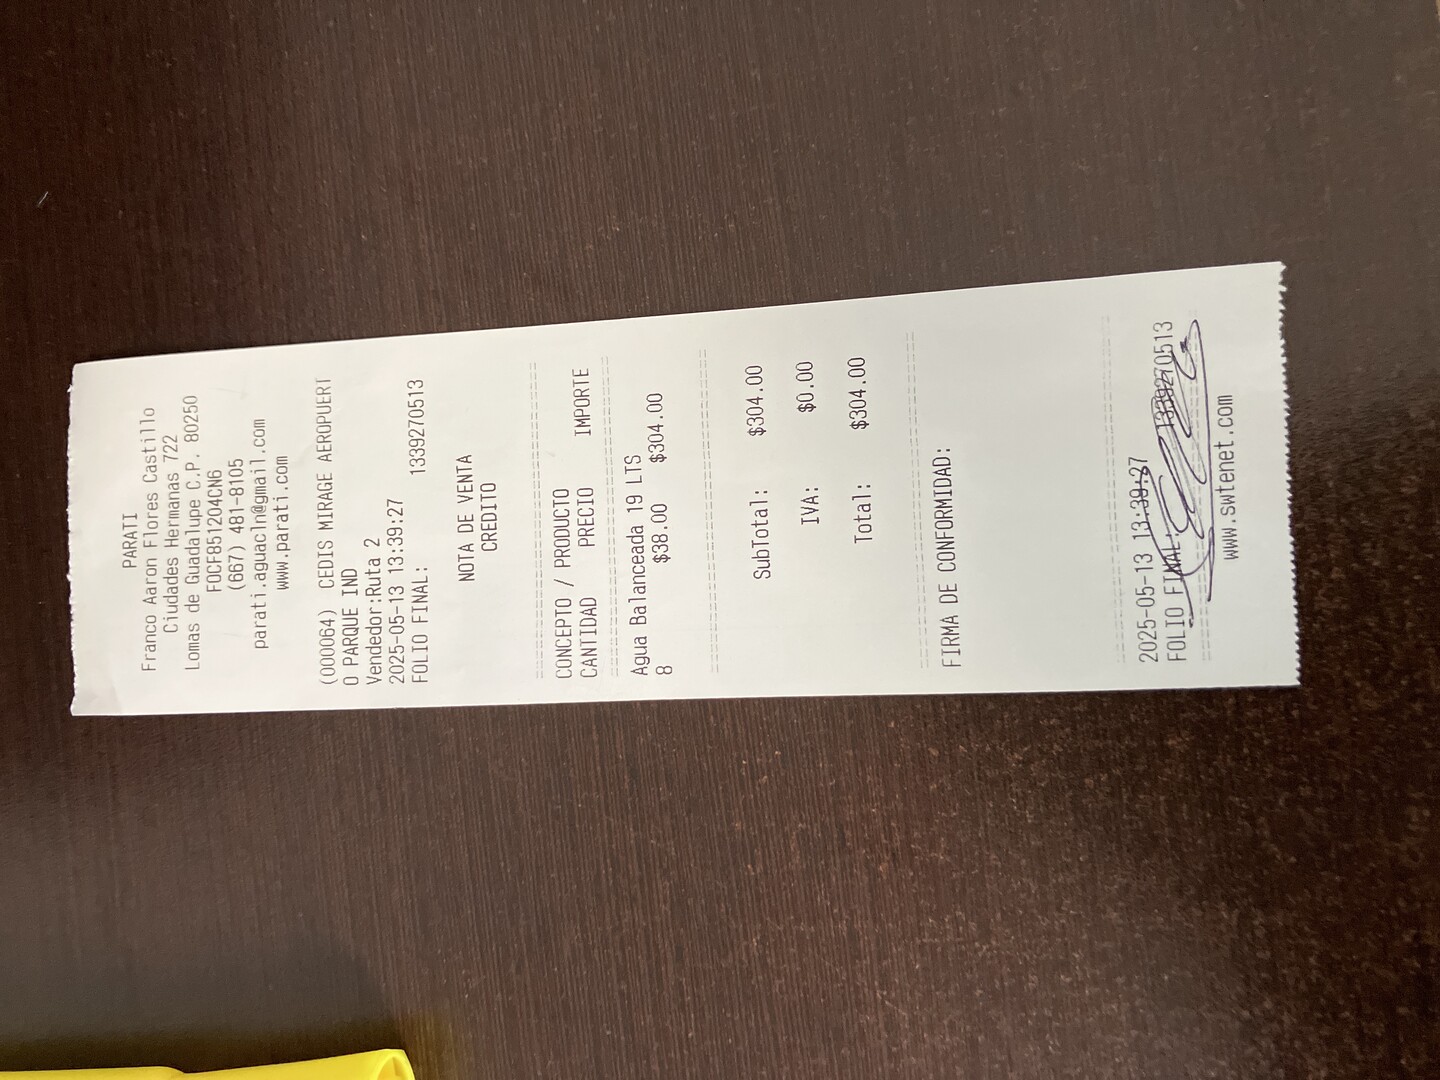 PARATI
Franco Aaron Flores Castillo
Ciudades Hermanas 722
Lomas de Guadalupe C.P. 80250
FOCF851204CN6
(667) 481-8105
parati.aguacln@gmail.com
www.parati.com
(000064) CEDIS MIRAGE AEROPUERT
O PARQUE IND
Vendedor:Ruta 2
2025-05-13 13:39:27
FOLIO FINAL: 1339270513
NOTA DE VENTA
CREDITO
CONCEPTO / PRODUCTO
CANTIDAD PRECIO IMPORTE
Agua Balanceada 19 LTS
8 $38.00 $304.00
SubTotal: $304.00
IVA: $0.00
Total: $304.00
FIRMA DE CONFORMIDAD:
2025-05-13 13:39:27
FOLIO FINAL: 1339270513
www.swtenet.com